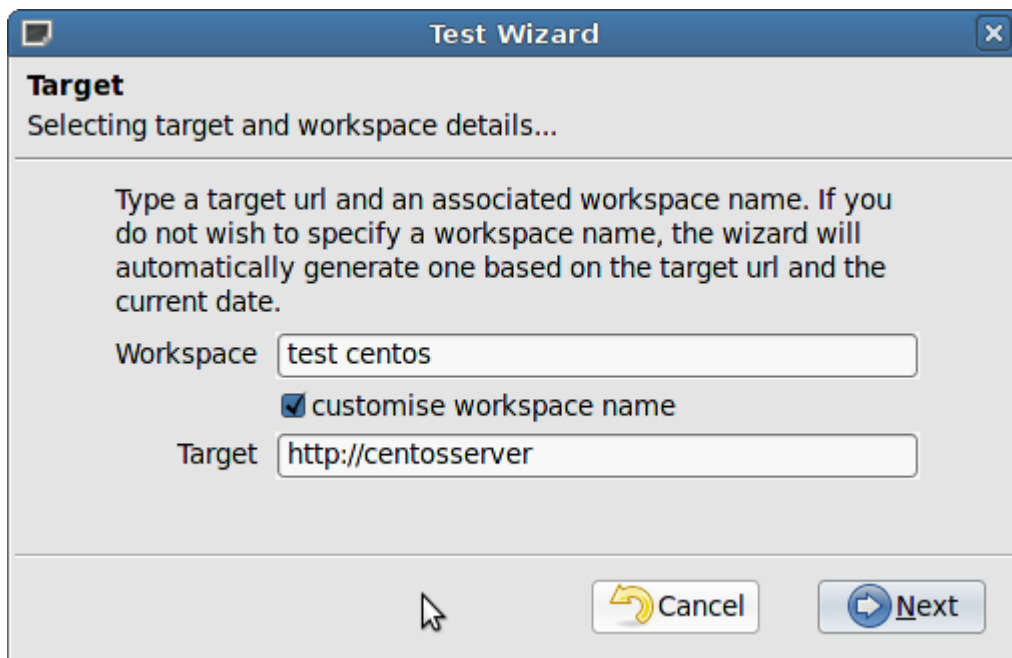 Test Wizard
Target
Selecting target and workspace details...
Type a target url and an associated workspace name. If you
do not wish to specify a workspace name, the wizard will
automatically generate one based on the target url and the
current date.
Workspace test centos
customise workspace name
Target http://centosserver
Cancel Next